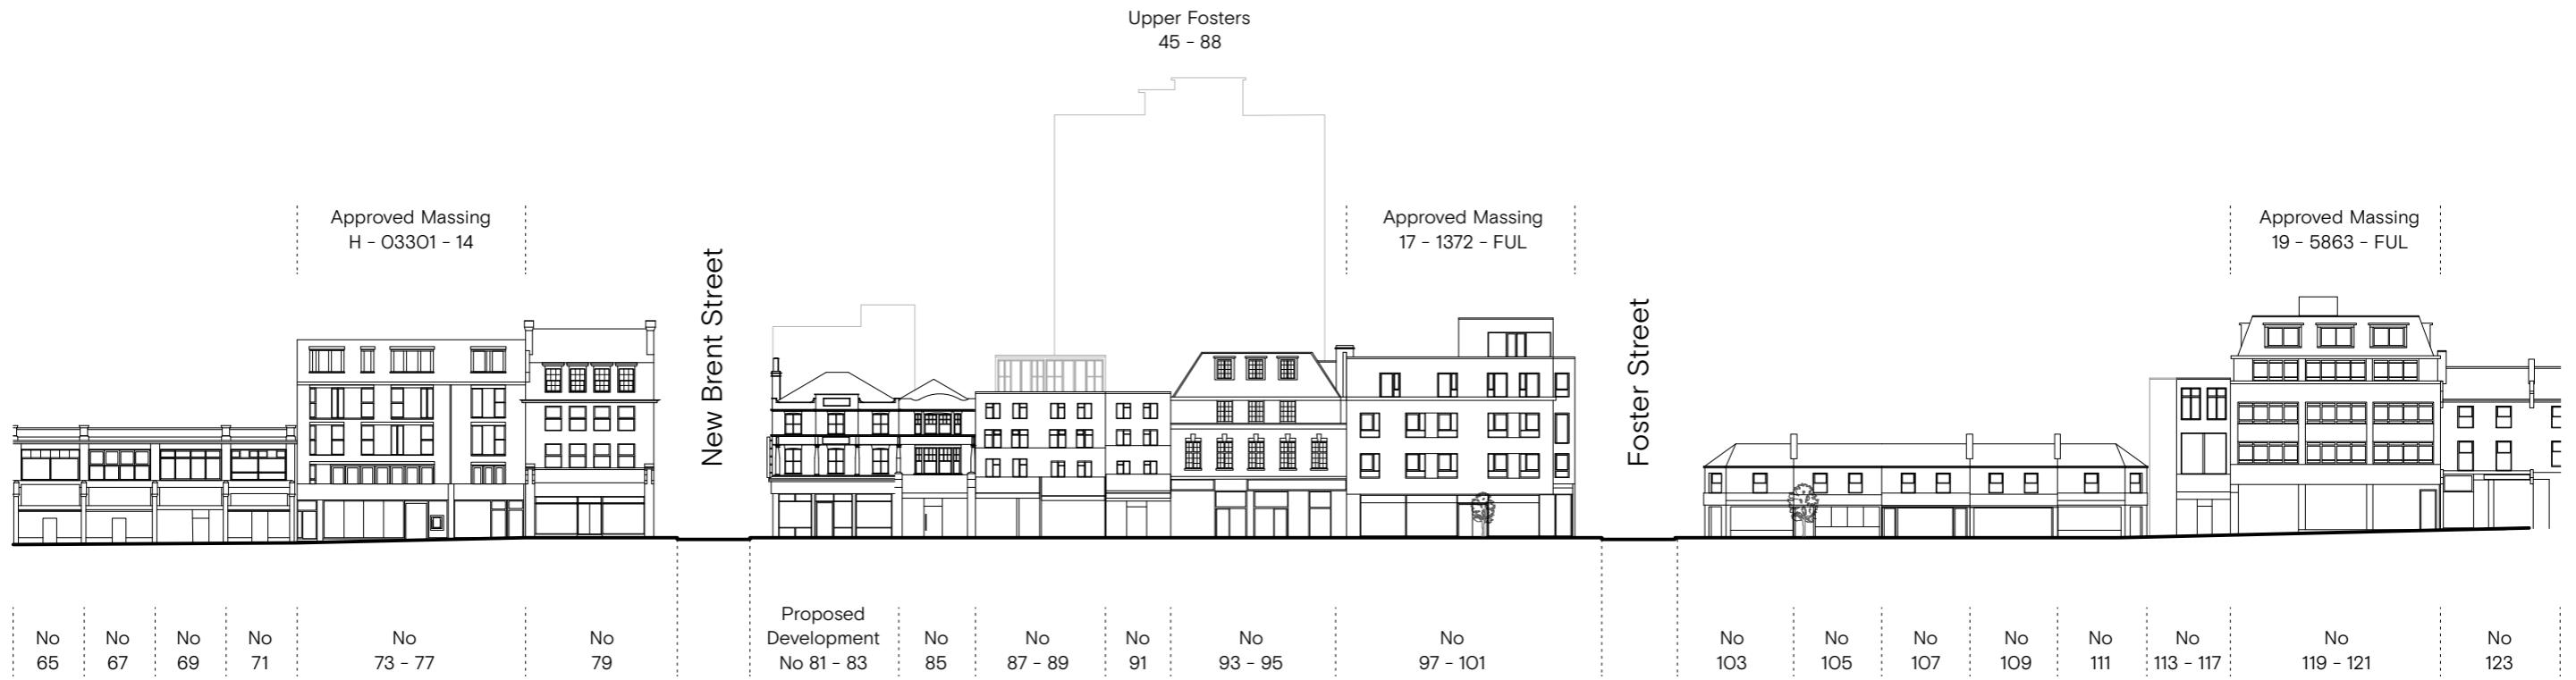 Upper Fosters
45 - 88
Approved Massing
H - 03301 - 14
Approved Massing
17 - 1372 - FUL
Approved Massing
19 - 5863 - FUL
New Brent Street
Foster Street
No
65
No
67
No
69
No
71
No
73 - 77
No
79
Proposed
Development
No 81 - 83
No
85
No
87 - 89
No
91
No
93 - 95
No
97 - 101
No
103
No
105
No
107
No
109
No
111
No
113 - 117
No
119 - 121
No
123